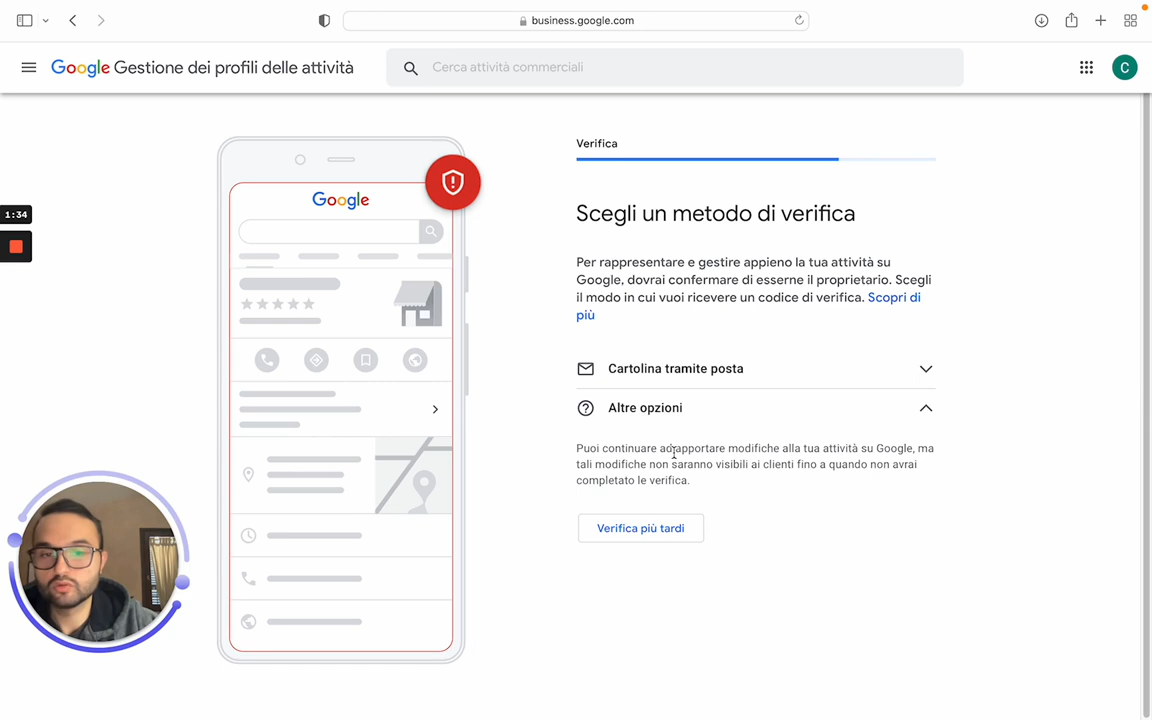 business.google.com
Google Gestione dei profili delle attività
Cerca attività commerciali
C
Verifica
Google
1:34
Scegli un metodo di verifica
Per rappresentare e gestire appieno la tua attività su
Google, dovrai confermare di esserne il proprietario. Scegli
il modo in cui vuoi ricevere un codice di verifica. Scopri di
più
Cartolina tramite posta
Altre opzioni
Puoi continuare ad apportare modifiche alla tua attività su Google, ma
tali modifiche non saranno visibili ai clienti fino a quando non avrai
completato le verifica.
Verifica più tardi